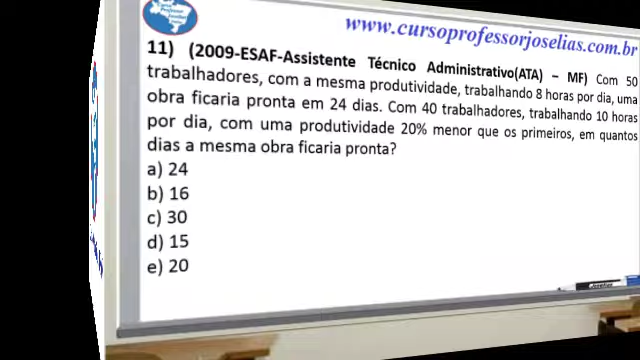 www.cursoprofessorjoselias.com.br
11) (2009-ESAF-Assistente Técnico Administrativo(ATA) – MF) Com 50
trabalhadores, com a mesma produtividade, trabalhando 8 horas por dia, uma
obra ficaria pronta em 24 dias. Com 40 trabalhadores, trabalhando 10 horas
por dia, com uma produtividade 20% menor que os primeiros, em quantos
dias a mesma obra ficaria pronta?
a) 24
b) 16
c) 30
d) 15
e) 20